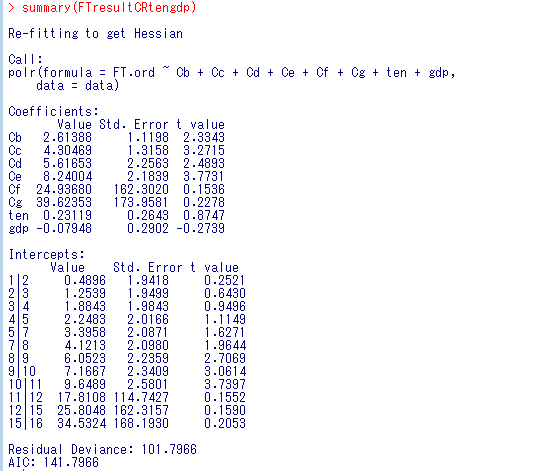 > summary(FTresultCRtengdp)
Re-fitting to get Hessian
Call:
polr(formula = FT.ord ~ Cb + Cc + Cd + Ce + Cf + Cg + ten + gdp,
data = data)
Coefficients:
Value Std. Error t value
Cb 2.61388 1.1198 2.3343
Cc 4.30469 1.3158 3.2715
Cd 5.61653 2.2563 2.4893
Ce 8.24004 2.1839 3.7731
Cf 24.93680 162.3020 0.1536
Cg 39.62353 173.9581 0.2278
ten 0.23119 0.2643 0.8747
gdp -0.07948 0.2902 -0.2739
Intercepts:
Value Std. Error t value
1|2 0.4896 1.9418 0.2521
2|3 1.2539 1.9499 0.6430
3|4 1.8843 1.9843 0.9496
4|5 2.2483 2.0166 1.1149
5|7 3.3958 2.0871 1.6271
7|8 4.1213 2.0980 1.9644
8|9 6.0523 2.2359 2.7069
9|10 7.1667 2.3409 3.0614
10|11 9.6489 2.5801 3.7397
11|12 17.8108 114.7427 0.1552
12|15 25.8048 162.3157 0.1590
15|16 34.5324 168.1930 0.2053
Residual Deviance: 101.7966
AIC: 141.7966